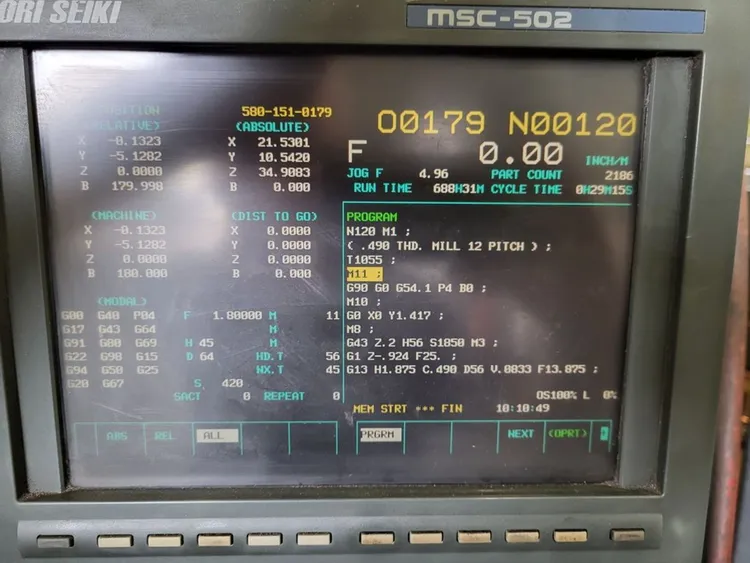 ORI SEIKI
MSC-502
POSITION 580-151-0179
(RELATIVE) (ABSOLUTE)
X -0.1323 X 21.5301
Y -5.1282 Y 10.5420
Z 0.0000 Z 34.9083
B 179.998 B 0.000
(MACHINE) (DIST TO GO)
X -0.1323 X 0.0000
Y -5.1282 Y 0.0000
Z 0.0000 Z 0.0000
B 180.000 B 0.000
(MODAL)
G00 G40 P04 F 1.80000 M 11
G17 G43 G64 M
G91 G80 G69 H 45 M
G22 G98 G15 D 64 HD.T 56
G94 G50 G25 NX.T 45
G20 G67 S 420
SACT 0 REPEAT 0
O0179 N00120
F 0.00 INCH/M
JOG F 4.96 PART COUNT 2186
RUN TIME 688H31M CYCLE TIME 0H29M15S
PROGRAM
N120 M1 ;
( .490 THD. MILL 12 PITCH ) ;
T1055 ;
M11 ;
G90 G0 G54.1 P4 B0 ;
M10 ;
G0 X0 Y1.417 ;
M8 ;
G43 Z.2 H56 S1850 M3 ;
G1 Z-.924 F25. ;
G13 H1.875 C.490 D56 V.0833 F13.875 ;
OS100% L 0%
MEM STRT *** FIN 10:10:49
ABS REL ALL PRGRM NEXT (OPRT)